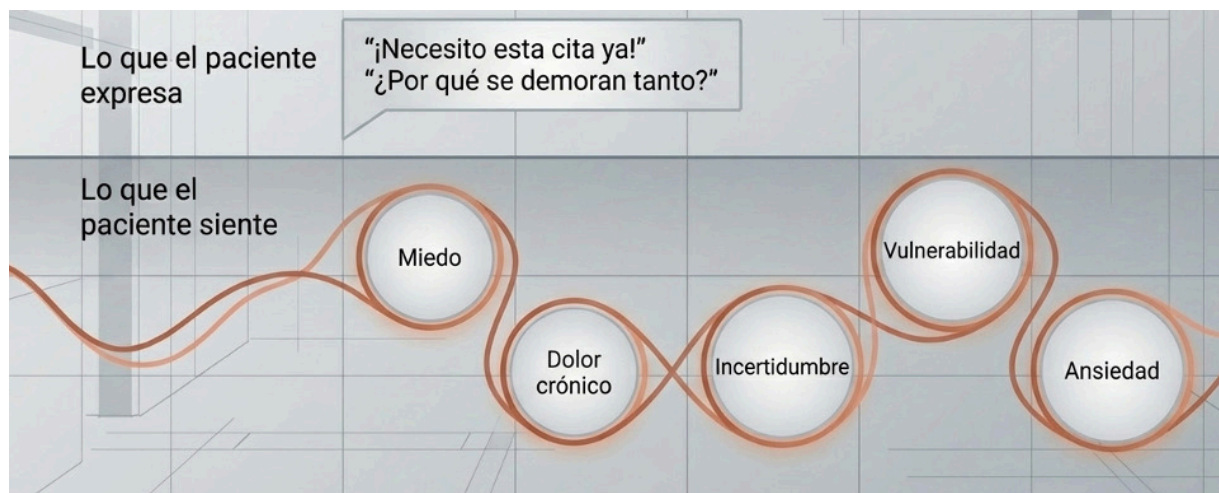 Lo que el paciente
expresa
“¡Necesito esta cita ya!”
“¿Por qué se demoran tanto?”
Lo que el
paciente siente
Miedo
Dolor
crónico
Incertidumbre
Vulnerabilidad
Ansiedad